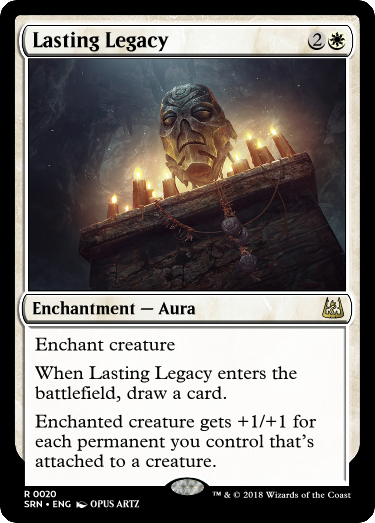 Lasting Legacy 2
Enchantment — Aura
Enchant creature
When Lasting Legacy enters the
battlefield, draw a card.
Enchanted creature gets +1/+1 for
each permanent you control that's
attached to a creature.
R 0020
SRN • ENG OPUS ARTZ
™ & © 2018 Wizards of the Coast